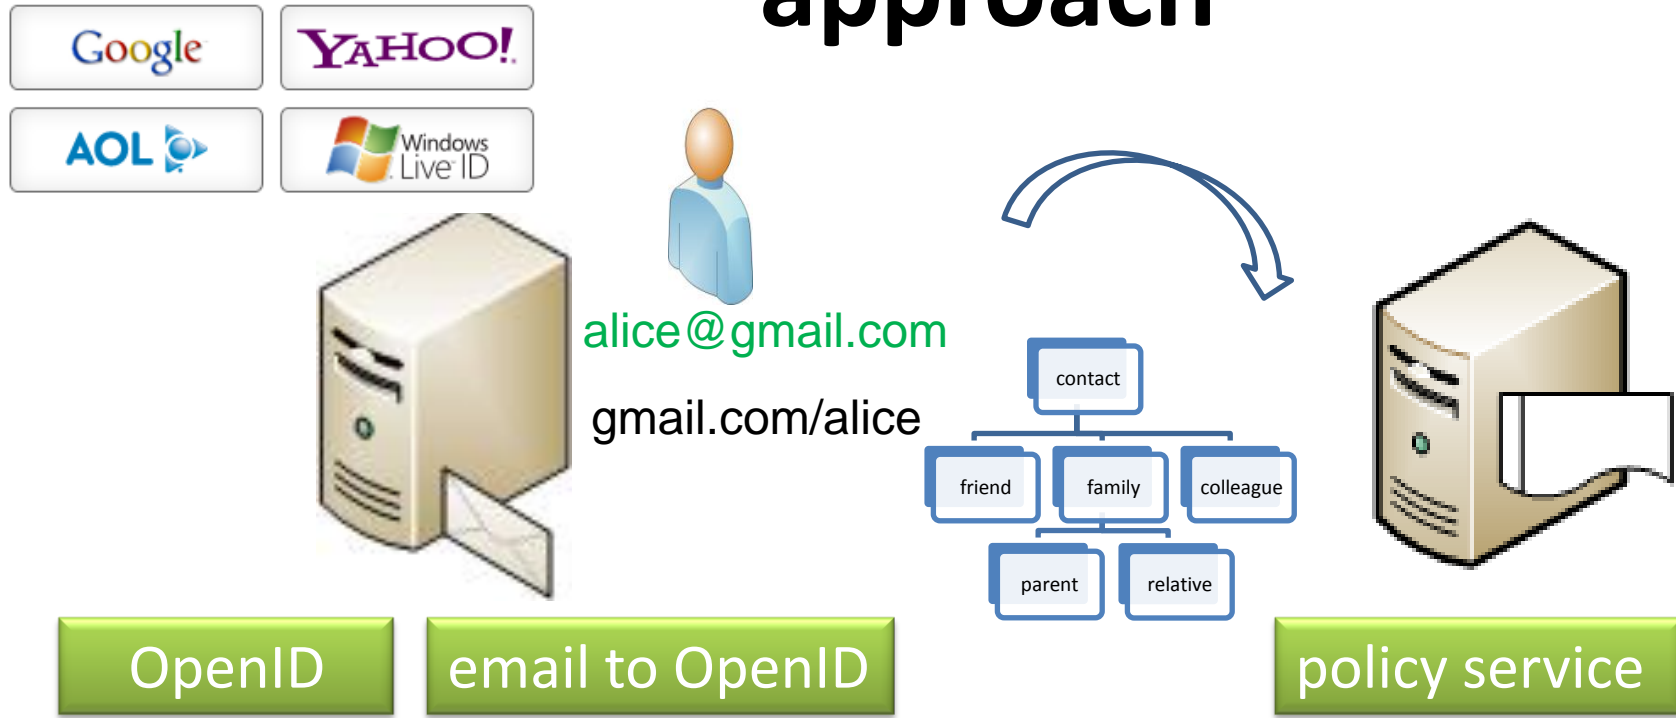 approach
Google
YAHOO!
AOL
Windows
Live ID
alice@gmail.com
gmail.com/alice
contact
friend
family
colleague
parent
relative
OpenID
email to OpenID
policy service